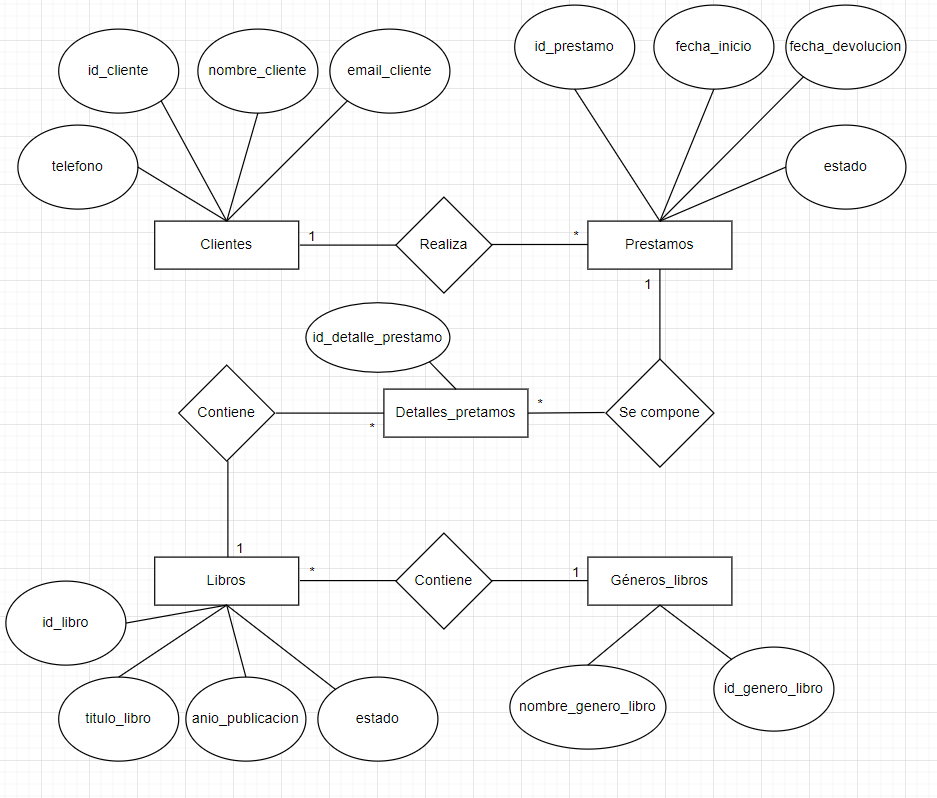 id_prestamo
fecha_inicio
fecha_devolucion
id_cliente
nombre_cliente
email_cliente
telefono
estado
Clientes
1
Realiza
*
Prestamos
1
id_detalle_prestamo
Contiene
*
Detalles_pretamos
*
Se compone
1
Libros
*
Contiene
1
Géneros_libros
id_libro
titulo_libro
anio_publicacion
estado
nombre_genero_libro
id_genero_libro